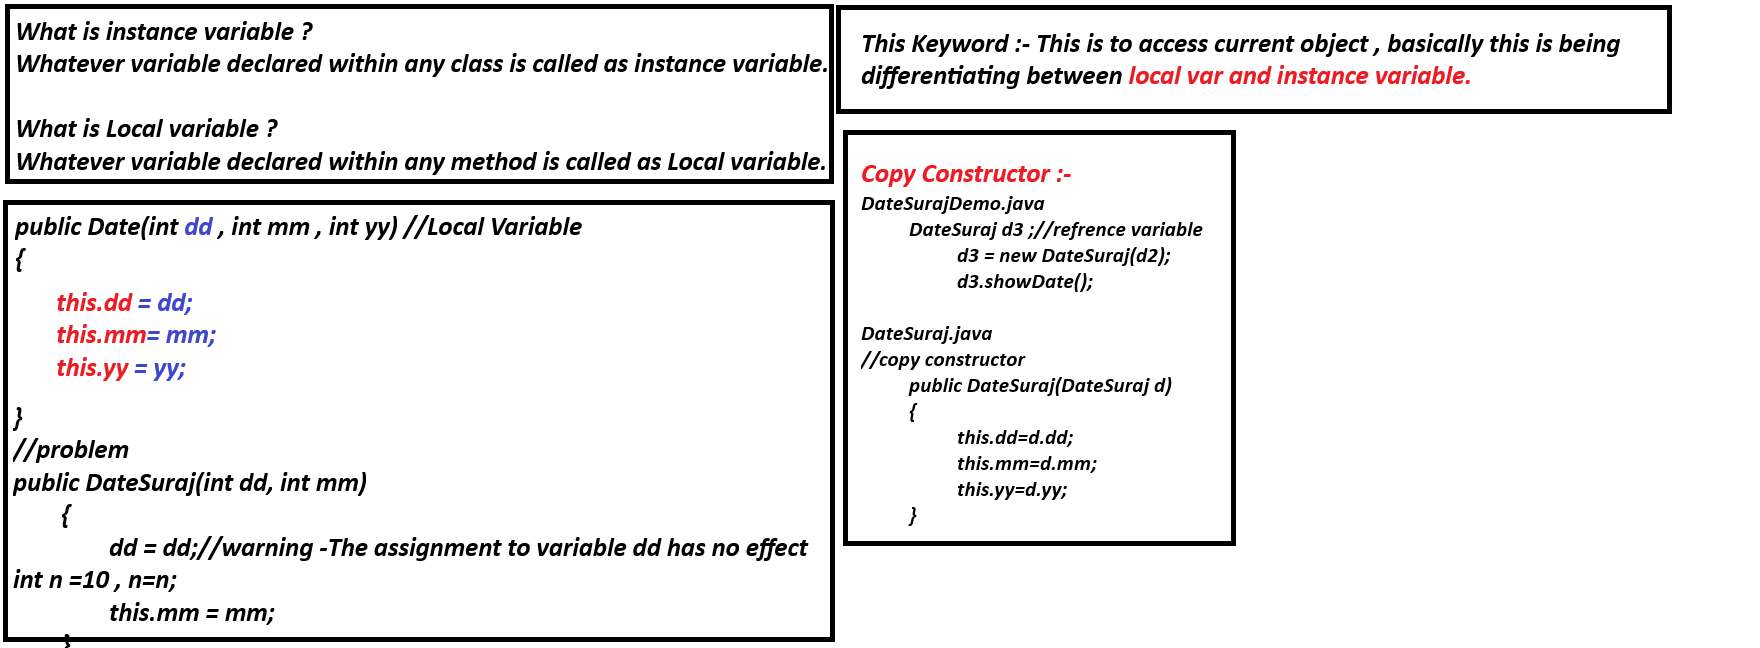 What is instance variable ?
Whatever variable declared within any class is called as instance variable.
What is Local variable ?
Whatever variable declared within any method is called as Local variable.
public Date(int dd , int mm , int yy) //Local Variable
{
this.dd = dd;
this.mm= mm;
this.yy = yy;
}
//problem
public DateSuraj(int dd, int mm)
{
dd = dd;//warning -The assignment to variable dd has no effect
int n =10 , n=n;
this.mm = mm;
}
This Keyword :- This is to access current object , basically this is being
differentiating between local var and instance variable.
Copy Constructor :-
DateSurajDemo.java
DateSuraj d3 ;//refrence variable
d3 = new DateSuraj(d2);
d3.showDate();
DateSuraj.java
//copy constructor
public DateSuraj(DateSuraj d)
{
this.dd=d.dd;
this.mm=d.mm;
this.yy=d.yy;
}